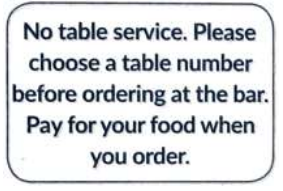 No table service. Please
choose a table number
before ordering at the bar.
Pay for your food when
you order.